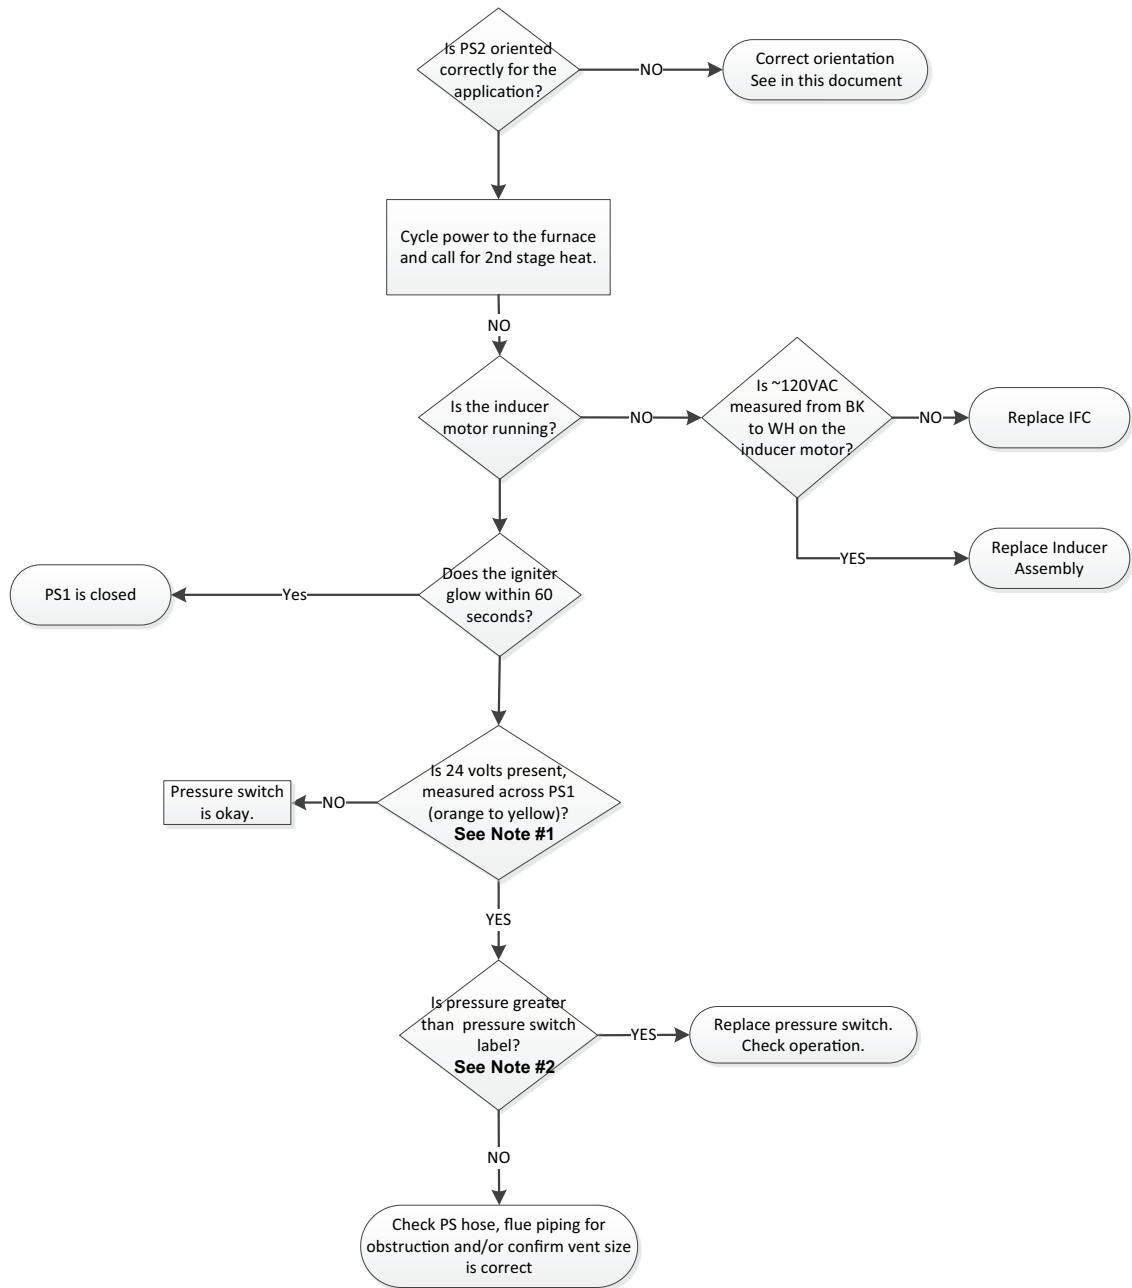 Is PS2 oriented
correctly for the
application?
NO
Correct orientation
See in this document
Cycle power to the furnace
and call for 2nd stage heat.
NO
Is the inducer
motor running?
NO
Is ~120VAC
measured from BK
to WH on the
inducer motor?
NO
Replace IFC
YES
Replace Inducer
Assembly
Does the igniter
glow within 60
seconds?
Yes
PS1 is closed
Is 24 volts present,
measured across PS1
(orange to yellow)?
See Note #1
NO
Pressure switch
is okay.
YES
Is pressure greater
than pressure switch
label?
See Note #2
YES
Replace pressure switch.
Check operation.
NO
Check PS hose, flue piping for
obstruction and/or confirm vent size
is correct